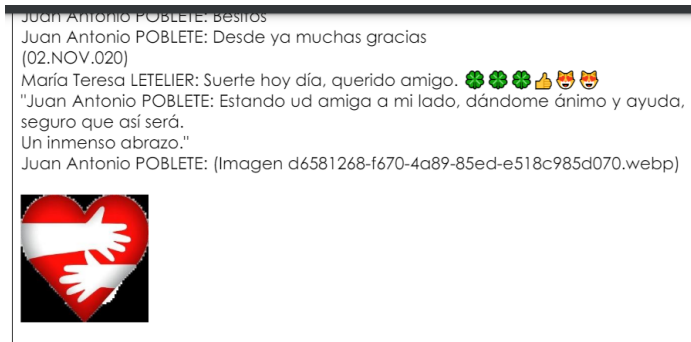 Juan Antonio POBLETE: Besitos
Juan Antonio POBLETE: Desde ya muchas gracias
(02.NOV.020)
María Teresa LETELIER: Suerte hoy día, querido amigo. 🍀🍀🍀👍😻😻
"Juan Antonio POBLETE: Estando ud amiga a mi lado, dándome ánimo y ayuda,
seguro que así será.
Un inmenso abrazo."
Juan Antonio POBLETE: (Imagen d6581268-f670-4a89-85ed-e518c985d070.webp)